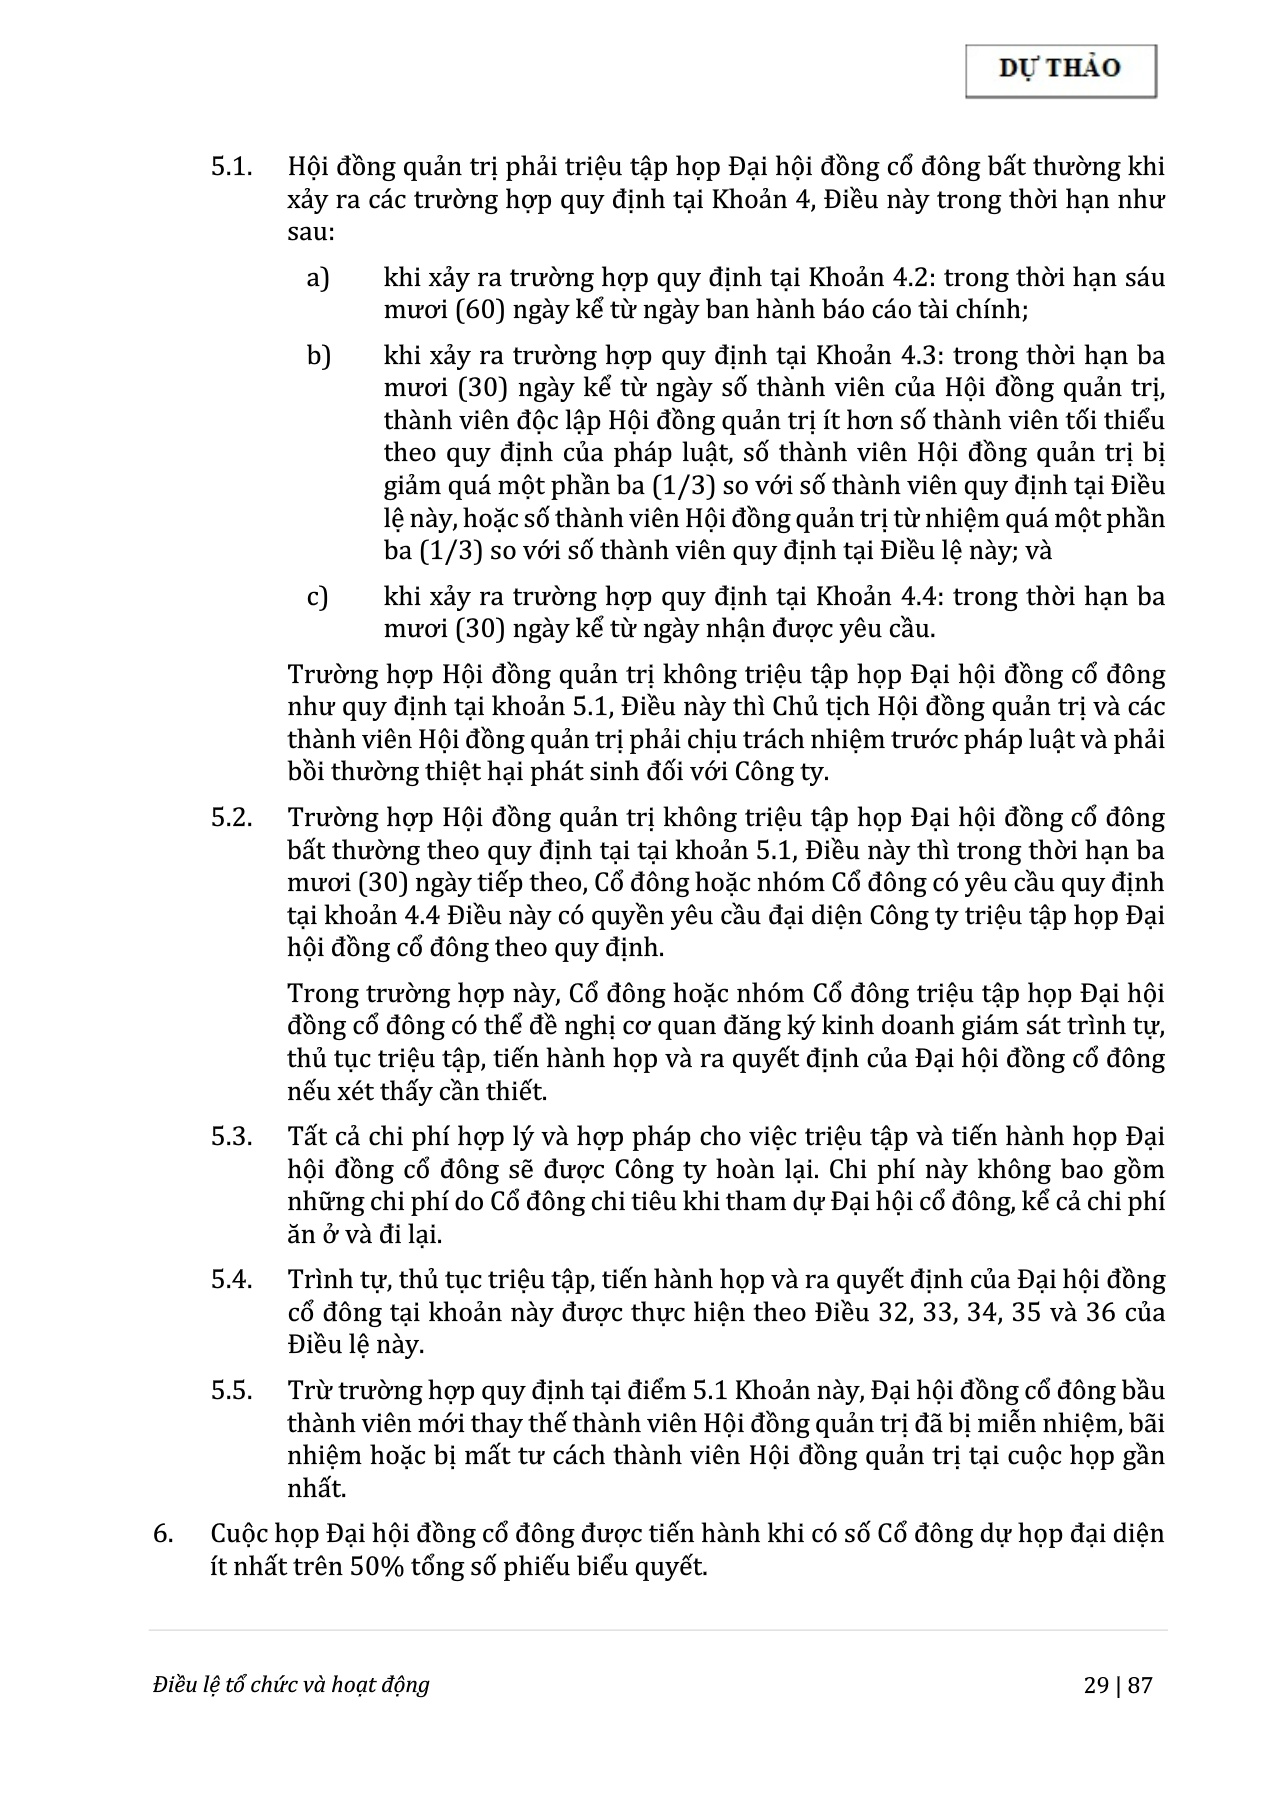 DỰ THẢO
5.1. Hội đồng quản trị phải triệu tập họp Đại hội đồng cổ đông bất thường khi
xảy ra các trường hợp quy định tại Khoản 4, Điều này trong thời hạn như
sau:
a) khi xảy ra trường hợp quy định tại Khoản 4.2: trong thời hạn sáu
mươi (60) ngày kể từ ngày ban hành báo cáo tài chính;
b) khi xảy ra trường hợp quy định tại Khoản 4.3: trong thời hạn ba
mươi (30) ngày kể từ ngày số thành viên của Hội đồng quản trị,
thành viên độc lập Hội đồng quản trị ít hơn số thành viên tối thiểu
theo quy định của pháp luật, số thành viên Hội đồng quản trị bị
giảm quá một phần ba (1/3) so với số thành viên quy định tại Điều
lệ này, hoặc số thành viên Hội đồng quản trị từ nhiệm quá một phần
ba (1/3) so với số thành viên quy định tại Điều lệ này; và
c) khi xảy ra trường hợp quy định tại Khoản 4.4: trong thời hạn ba
mươi (30) ngày kể từ ngày nhận được yêu cầu.
Trường hợp Hội đồng quản trị không triệu tập họp Đại hội đồng cổ đông
như quy định tại khoản 5.1, Điều này thì Chủ tịch Hội đồng quản trị và các
thành viên Hội đồng quản trị phải chịu trách nhiệm trước pháp luật và phải
bồi thường thiệt hại phát sinh đối với Công ty.
5.2. Trường hợp Hội đồng quản trị không triệu tập họp Đại hội đồng cổ đông
bất thường theo quy định tại tại khoản 5.1, Điều này thì trong thời hạn ba
mươi (30) ngày tiếp theo, Cổ đông hoặc nhóm Cổ đông có yêu cầu quy định
tại khoản 4.4 Điều này có quyền yêu cầu đại diện Công ty triệu tập họp Đại
hội đồng cổ đông theo quy định.
Trong trường hợp này, Cổ đông hoặc nhóm Cổ đông triệu tập họp Đại hội
đồng cổ đông có thể đề nghị cơ quan đăng ký kinh doanh giám sát trình tự,
thủ tục triệu tập, tiến hành họp và ra quyết định của Đại hội đồng cổ đông
nếu xét thấy cần thiết.
5.3. Tất cả chi phí hợp lý và hợp pháp cho việc triệu tập và tiến hành họp Đại
hội đồng cổ đông sẽ được Công ty hoàn lại. Chi phí này không bao gồm
những chi phí do Cổ đông chi tiêu khi tham dự Đại hội cổ đông, kể cả chi phí
ăn ở và đi lại.
5.4. Trình tự, thủ tục triệu tập, tiến hành họp và ra quyết định của Đại hội đồng
cổ đông tại khoản này được thực hiện theo Điều 32, 33, 34, 35 và 36 của
Điều lệ này.
5.5. Trừ trường hợp quy định tại điểm 5.1 Khoản này, Đại hội đồng cổ đông bầu
thành viên mới thay thế thành viên Hội đồng quản trị đã bị miễn nhiệm, bãi
nhiệm hoặc bị mất tư cách thành viên Hội đồng quản trị tại cuộc họp gần
nhất.
6. Cuộc họp Đại hội đồng cổ đông được tiến hành khi có số Cổ đông dự họp đại diện
ít nhất trên 50% tổng số phiếu biểu quyết.
Điều lệ tổ chức và hoạt động 29 | 87